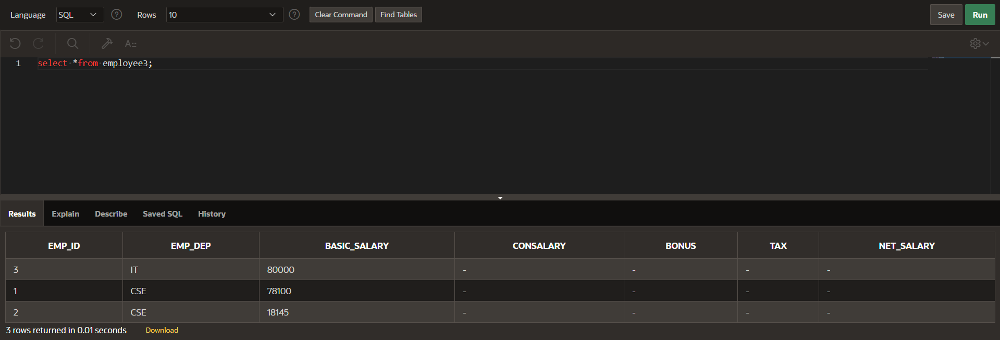 Language SQL ? Rows 10 ? Clear Command Find Tables Save Run
A
1 select *from employee3;
Results Explain Describe Saved SQL History
EMP_ID EMP_DEP BASIC_SALARY CONSALARY BONUS TAX NET_SALARY
3 IT 80000 - - - -
1 CSE 78100 - - - -
2 CSE 18145 - - - -
3 rows returned in 0.01 seconds Download